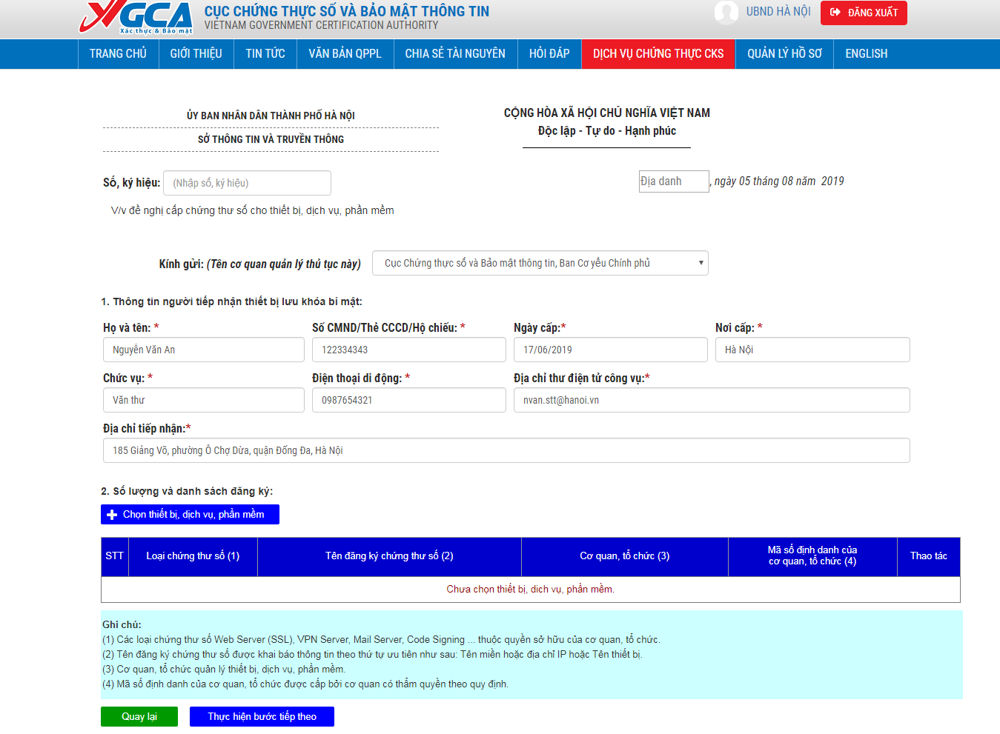 VGCA
Xác thực & Bảo mật
CỤC CHỨNG THỰC SỐ VÀ BẢO MẬT THÔNG TIN
VIETNAM GOVERNMENT CERTIFICATION AUTHORITY
UBND HÀ NỘI
ĐĂNG XUẤT
TRANG CHỦ GIỚI THIỆU TIN TỨC VĂN BẢN QPPL CHIA SẺ TÀI NGUYÊN HỎI ĐÁP DỊCH VỤ CHỨNG THỰC CKS QUẢN LÝ HỒ SƠ ENGLISH
ỦY BAN NHÂN DÂN THÀNH PHỐ HÀ NỘI
SỞ THÔNG TIN VÀ TRUYỀN THÔNG
CỘNG HÒA XÃ HỘI CHỦ NGHĨA VIỆT NAM
Độc lập - Tự do - Hạnh phúc
Số, ký hiệu: (Nhập số, ký hiệu)
Địa danh , ngày 05 tháng 08 năm 2019
V/v đề nghị cấp chứng thư số cho thiết bị, dịch vụ, phần mềm
Kính gửi: (Tên cơ quan quản lý thủ tục này) Cục Chứng thực số và Bảo mật thông tin, Ban Cơ yếu Chính phủ
1. Thông tin người tiếp nhận thiết bị lưu khóa bí mật:
Họ và tên: * Số CMND/Thẻ CCCD/Hộ chiếu: * Ngày cấp:* Nơi cấp: *
Nguyễn Văn An 122334343 17/06/2019 Hà Nội
Chức vụ: * Điện thoại di động: * Địa chỉ thư điện tử công vụ:*
Văn thư 0987654321 nvan.stt@hanoi.vn
Địa chỉ tiếp nhận:*
185 Giảng Võ, phường Ô Chợ Dừa, quận Đống Đa, Hà Nội
2. Số lượng và danh sách đăng ký:
Chọn thiết bị, dịch vụ, phần mềm
STT Loại chứng thư số (1) Tên đăng ký chứng thư số (2) Cơ quan, tổ chức (3) Mã số định danh của
cơ quan, tổ chức (4) Thao tác
Chưa chọn thiết bị, dich vụ, phần mềm.
Ghi chú:
(1) Các loại chứng thư số Web Server (SSL), VPN Server, Mail Server, Code Signing ... thuộc quyền sở hữu của cơ quan, tổ chức.
(2) Tên đăng ký chứng thư số được khai báo thông tin theo thứ tự ưu tiên như sau: Tên miền hoặc địa chỉ IP hoặc Tên thiết bị.
(3) Cơ quan, tổ chức quản lý thiết bị, dịch vụ, phần mềm.
(4) Mã số định danh của cơ quan, tổ chức được cấp bởi cơ quan có thẩm quyền theo quy định.
Quay lại Thực hiện bước tiếp theo